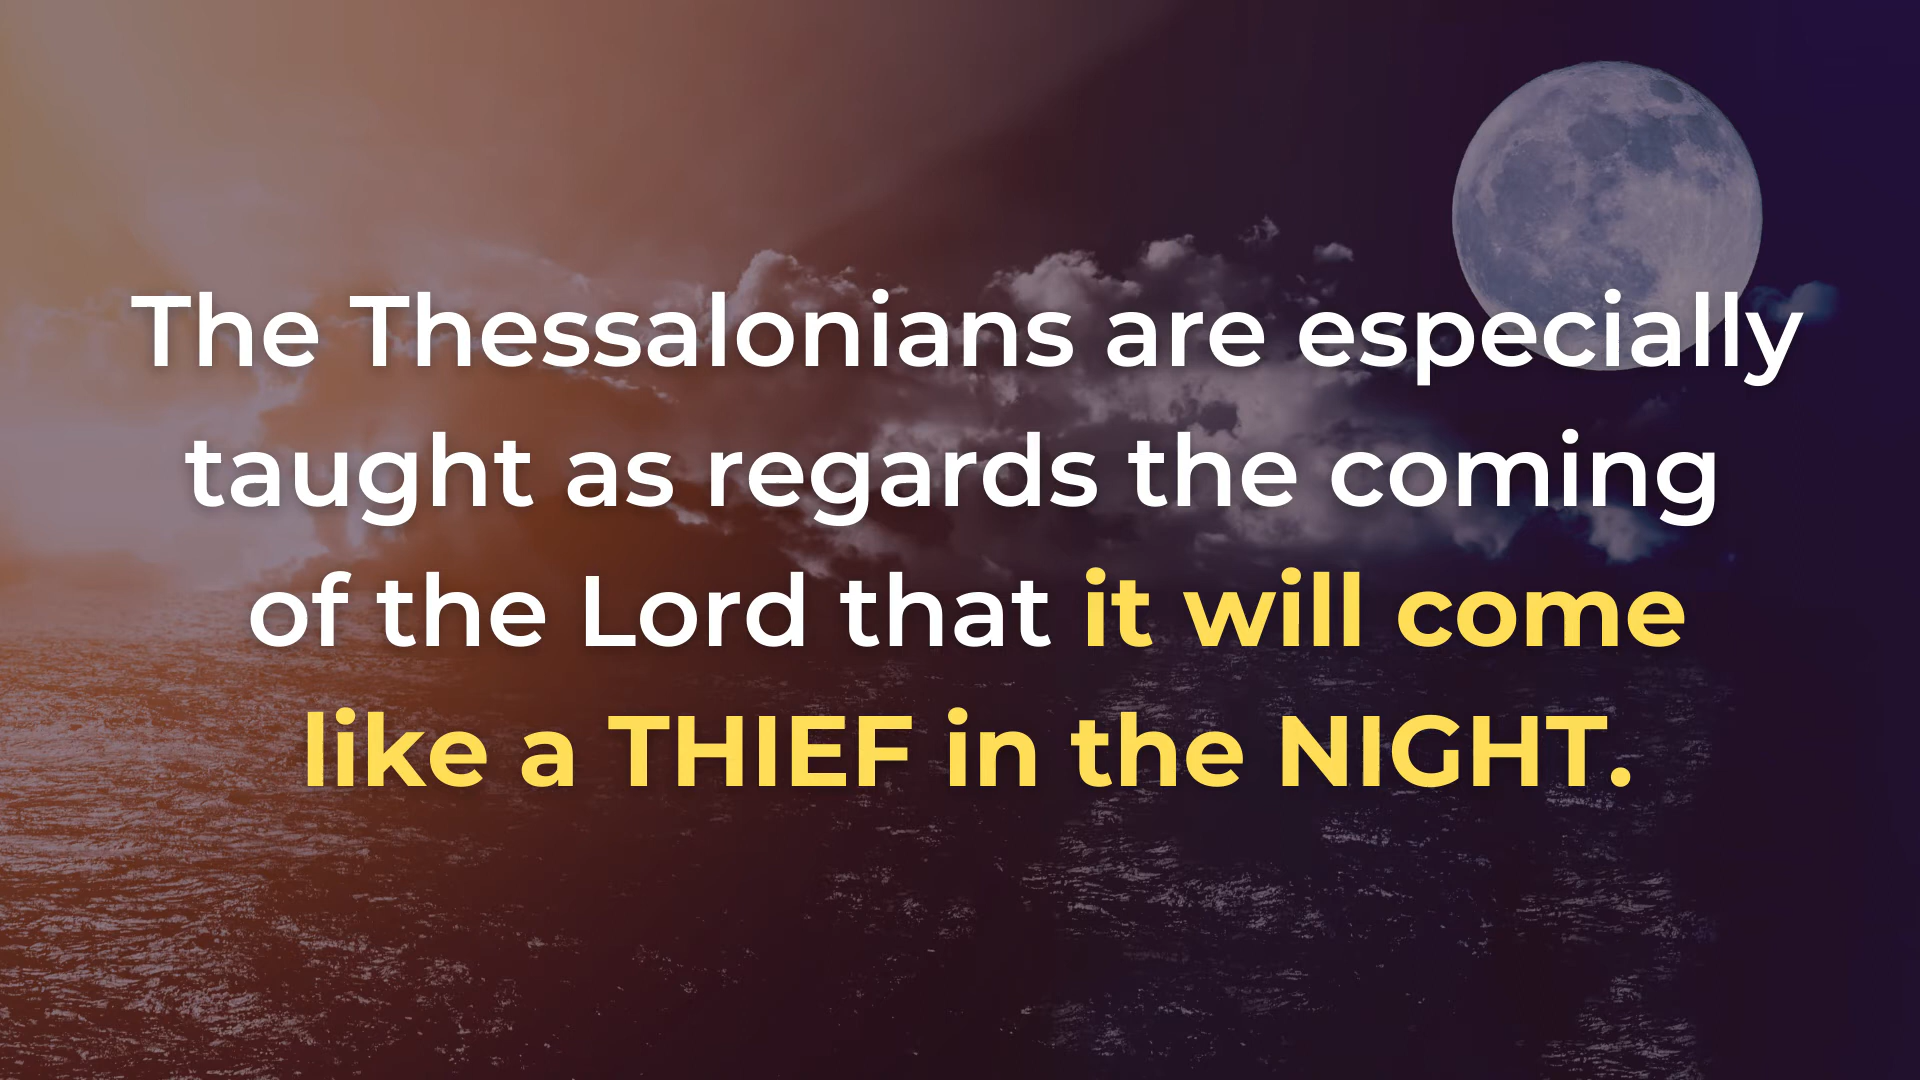 The Thessalonians are especially
taught as regards the coming
of the Lord that it will come
like a THIEF in the NIGHT.